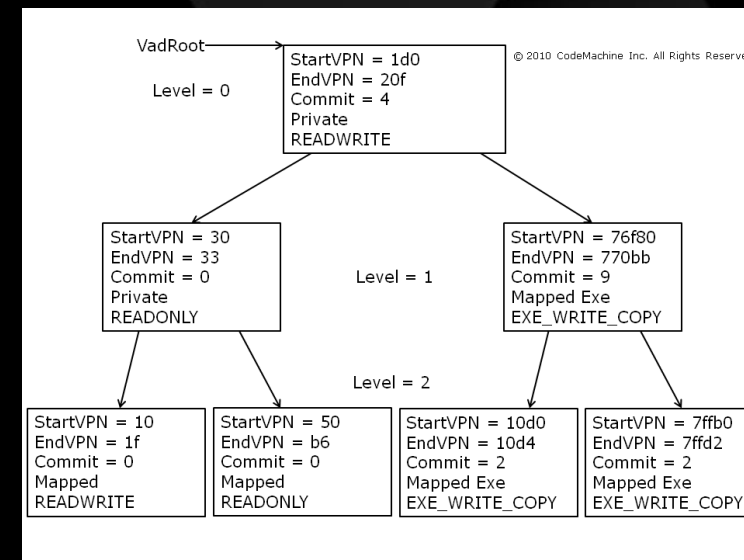 VadRoot
© 2010 CodeMachine Inc. All Rights Reserve
Level = 0
StartVPN = 1d0
EndVPN = 20f
Commit = 4
Private
READWRITE
StartVPN = 30
EndVPN = 33
Commit = 0
Private
READONLY
Level = 1
StartVPN = 76f80
EndVPN = 770bb
Commit = 9
Mapped Exe
EXE_WRITE_COPY
Level = 2
StartVPN = 10
EndVPN = 1f
Commit = 0
Mapped
READWRITE
StartVPN = 50
EndVPN = b6
Commit = 0
Mapped
READONLY
StartVPN = 10d0
EndVPN = 10d4
Commit = 2
Mapped Exe
EXE_WRITE_COPY
StartVPN = 7ffb0
EndVPN = 7ffd2
Commit = 2
Mapped Exe
EXE_WRITE_COPY